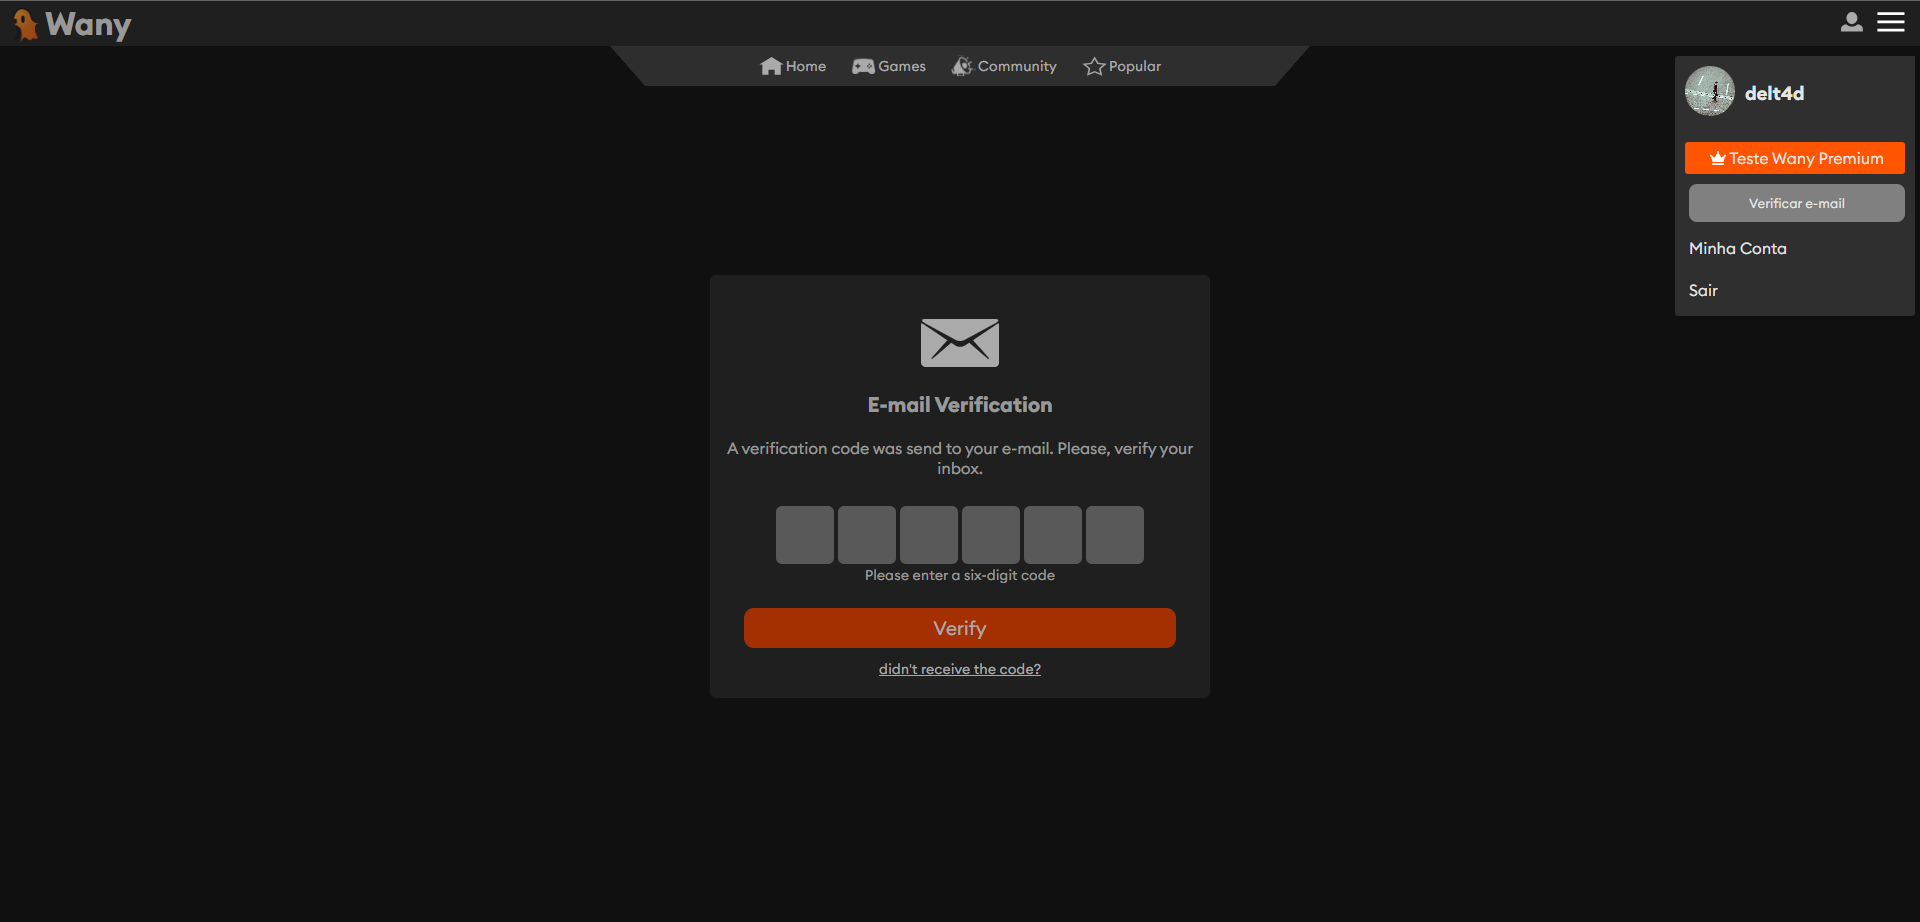 Wany
Home
Games
Community
Popular
delt4d
Teste Wany Premium
Verificar e-mail
Minha Conta
Sair
E-mail Verification
A verification code was send to your e-mail. Please, verify your
inbox.
Please enter a six-digit code
Verify
didn't receive the code?